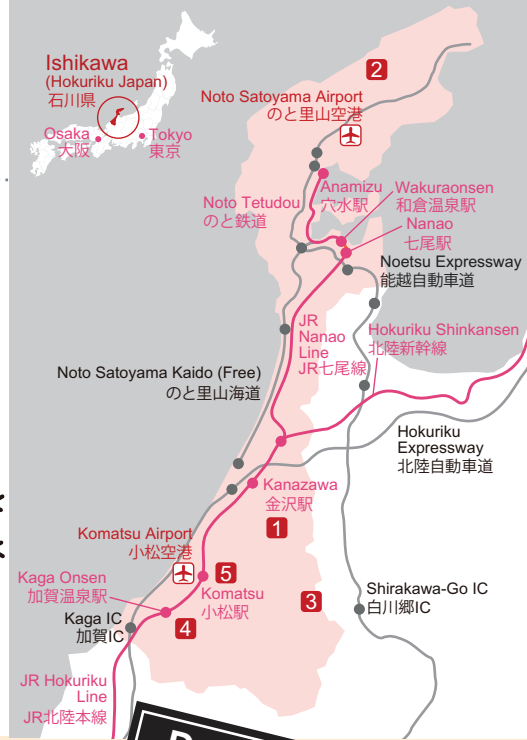 Ishikawa
(Hokuriku Japan)
石川県
Osaka
大阪
Tokyo
東京
2
Noto Satoyama Airport
のと里山空港
Anamizu
穴水駅
Wakuraonsen
和倉温泉駅
Noto Tetudou
のと鉄道
Nanao
七尾駅
Noetsu Expressway
能越自動車道
JR
Nanao
Line
JR七尾線
Hokuriku Shinkansen
北陸新幹線
Noto Satoyama Kaido (Free)
のと里山海道
Hokuriku
Expressway
北陸自動車道
Kanazawa
金沢駅
1
Komatsu Airport
小松空港
5
Komatsu
小松駅
Kaga Onsen
加賀温泉駅
3
Shirakawa-Go IC
白川郷IC
Kaga IC
加賀IC
4
JR Hokuriku
Line
JR北陸本線